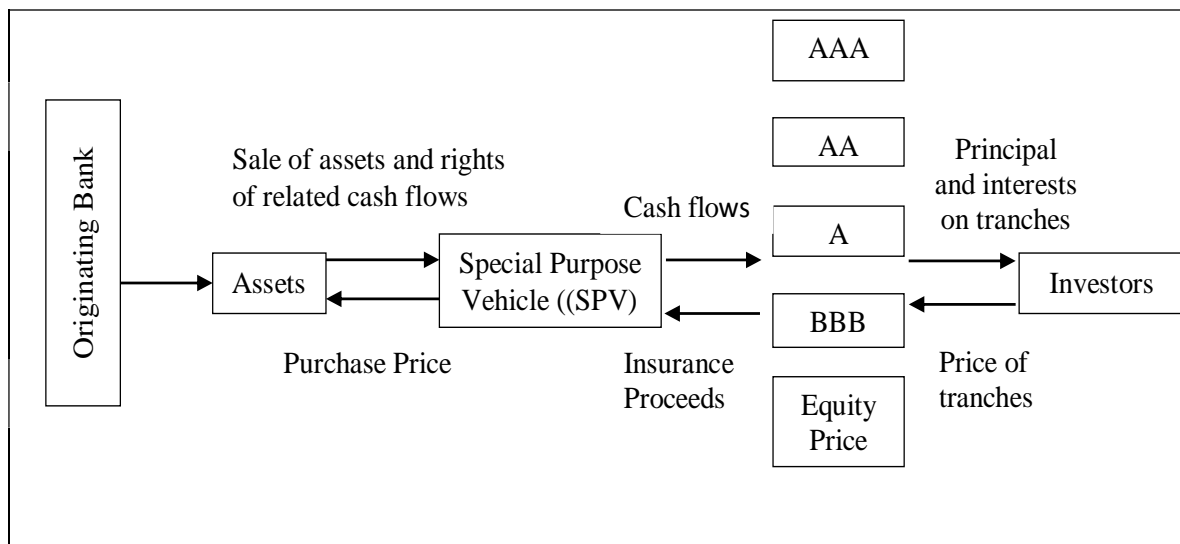 Originating Bank
Sale of assets and rights
of related cash flows
Assets
Purchase Price
Special Purpose
Vehicle ((SPV)
Cash flows
Insurance
Proceeds
AAA
AA
A
BBB
Equity
Price
Principal
and interests
on tranches
Price of
tranches
Investors